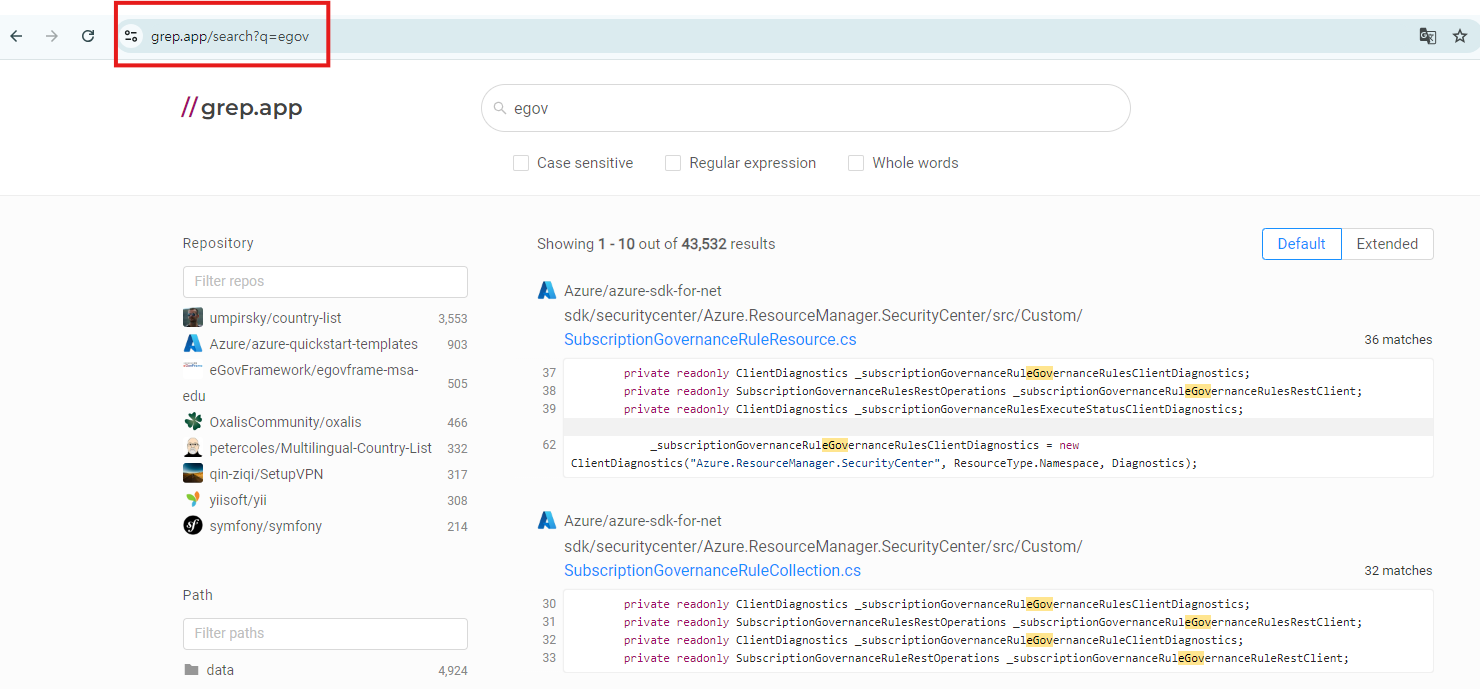 grep.app/search?q=egov
//grep.app
egov
Case sensitive
Regular expression
Whole words
Repository
Filter repos
umpirsky/country-list 3,553
Azure/azure-quickstart-templates 903
eGovFramework/egovframe-msa-
edu 505
OxalisCommunity/oxalis 466
petercoles/Multilingual-Country-List 332
qin-ziqi/SetupVPN 317
yiisoft/yii 308
symfony/symfony 214
Path
Filter paths
data 4,924
Showing 1 - 10 out of 43,532 results
Default Extended
Azure/azure-sdk-for-net
sdk/securitycenter/Azure.ResourceManager.SecurityCenter/src/Custom/
SubscriptionGovernanceRuleResource.cs 36 matches
37 private readonly ClientDiagnostics _subscriptionGovernanceRuleGovernanceRulesClientDiagnostics;
38 private readonly SubscriptionGovernanceRulesRestOperations _subscriptionGovernanceRuleGovernanceRulesRestClient;
39 private readonly ClientDiagnostics _subscriptionGovernanceRulesExecuteStatusClientDiagnostics;
62 _subscriptionGovernanceRuleGovernanceRulesClientDiagnostics = new
ClientDiagnostics("Azure.ResourceManager.SecurityCenter", ResourceType.Namespace, Diagnostics);
Azure/azure-sdk-for-net
sdk/securitycenter/Azure.ResourceManager.SecurityCenter/src/Custom/
SubscriptionGovernanceRuleCollection.cs 32 matches
30 private readonly ClientDiagnostics _subscriptionGovernanceRuleGovernanceRulesClientDiagnostics;
31 private readonly SubscriptionGovernanceRulesRestOperations _subscriptionGovernanceRuleGovernanceRulesRestClient;
32 private readonly ClientDiagnostics _subscriptionGovernanceRuleGovernanceRuleClientDiagnostics;
33 private readonly SubscriptionGovernanceRuleRestOperations _subscriptionGovernanceRuleGovernanceRuleRestClient;